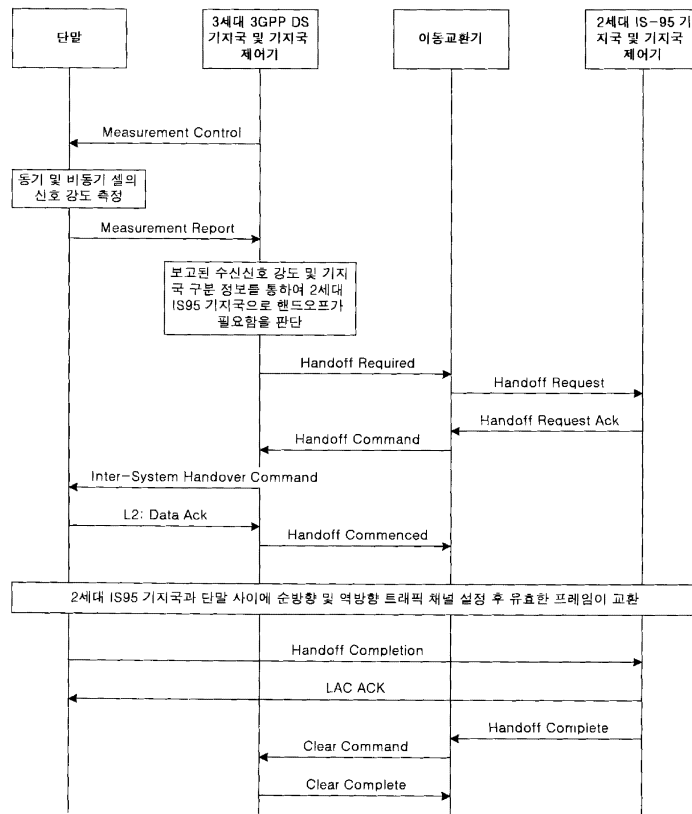 단말
3세대 3GPP DS
기지국 및 기지국
제어기
이동교환기
2세대 IS-95 기
지국 및 기지국
제어기
Measurement Control
동기 및 비동기 셀의
신호 강도 측정
Measurement Report
보고된 수신신호 강도 및 기지
국 구분 정보를 통하여 2세대
IS95 기지국으로 핸드오프가
필요함을 판단
Handoff Required
Handoff Request
Handoff Request Ack
Handoff Command
Inter-System Handover Command
L2: Data Ack
Handoff Commenced
2세대 IS95 기지국과 단말 사이에 순방향 및 역방향 트래픽 채널 설정 후 유효한 프레임이 교환
Handoff Completion
LAC ACK
Handoff Complete
Clear Command
Clear Complete